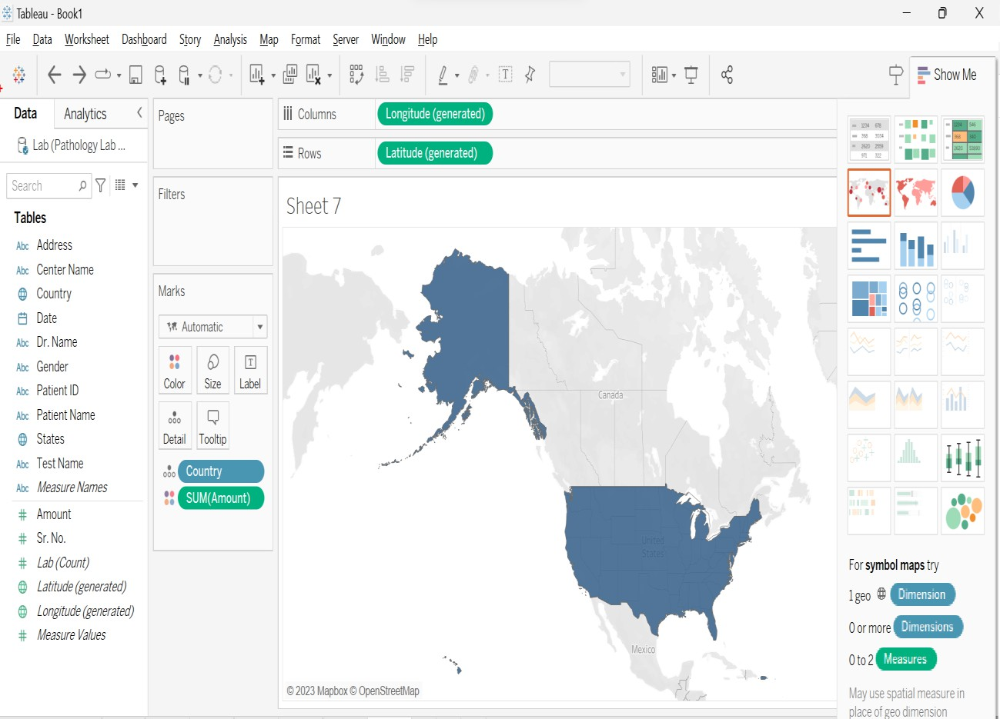 Tableau - Book1
File Data Worksheet Dashboard Story Analysis Map Format Server Window Help
Show Me
Data Analytics
Pages
Columns Longitude (generated)
Lab (Pathology Lab ...
Rows Latitude (generated)
Search
Filters
Sheet 7
Tables
Abc Address
Abc Center Name
Country
Date
Abc Dr. Name
Abc Gender
Abc Patient ID
Abc Patient Name
States
Abc Test Name
Abc Measure Names
Amount
Sr. No.
Lab (Count)
Latitude (generated)
Longitude (generated)
Measure Values
Marks
Automatic
Color Size Label
Detail Tooltip
Country
SUM(Amount)
Canada
United
States
Mexico
© 2023 Mapbox © OpenStreetMap
For symbol maps try
1 geo Dimension
0 or more Dimensions
0 to 2 Measures
May use spatial measure in
place of geo dimension